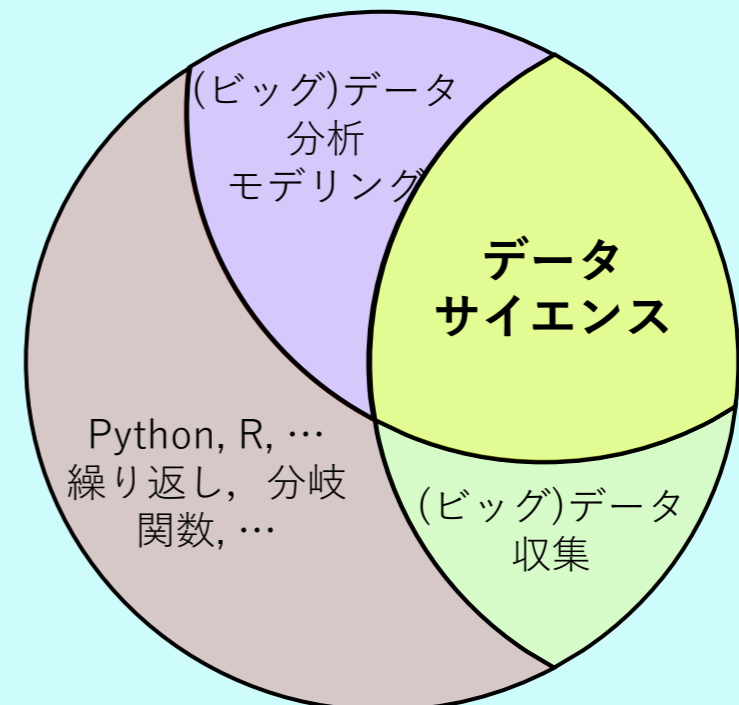 (ビッグ)データ
分析
モデリング
データ
サイエンス
Python, R, …
繰り返し，分岐
関数, …
(ビッグ)データ
収集